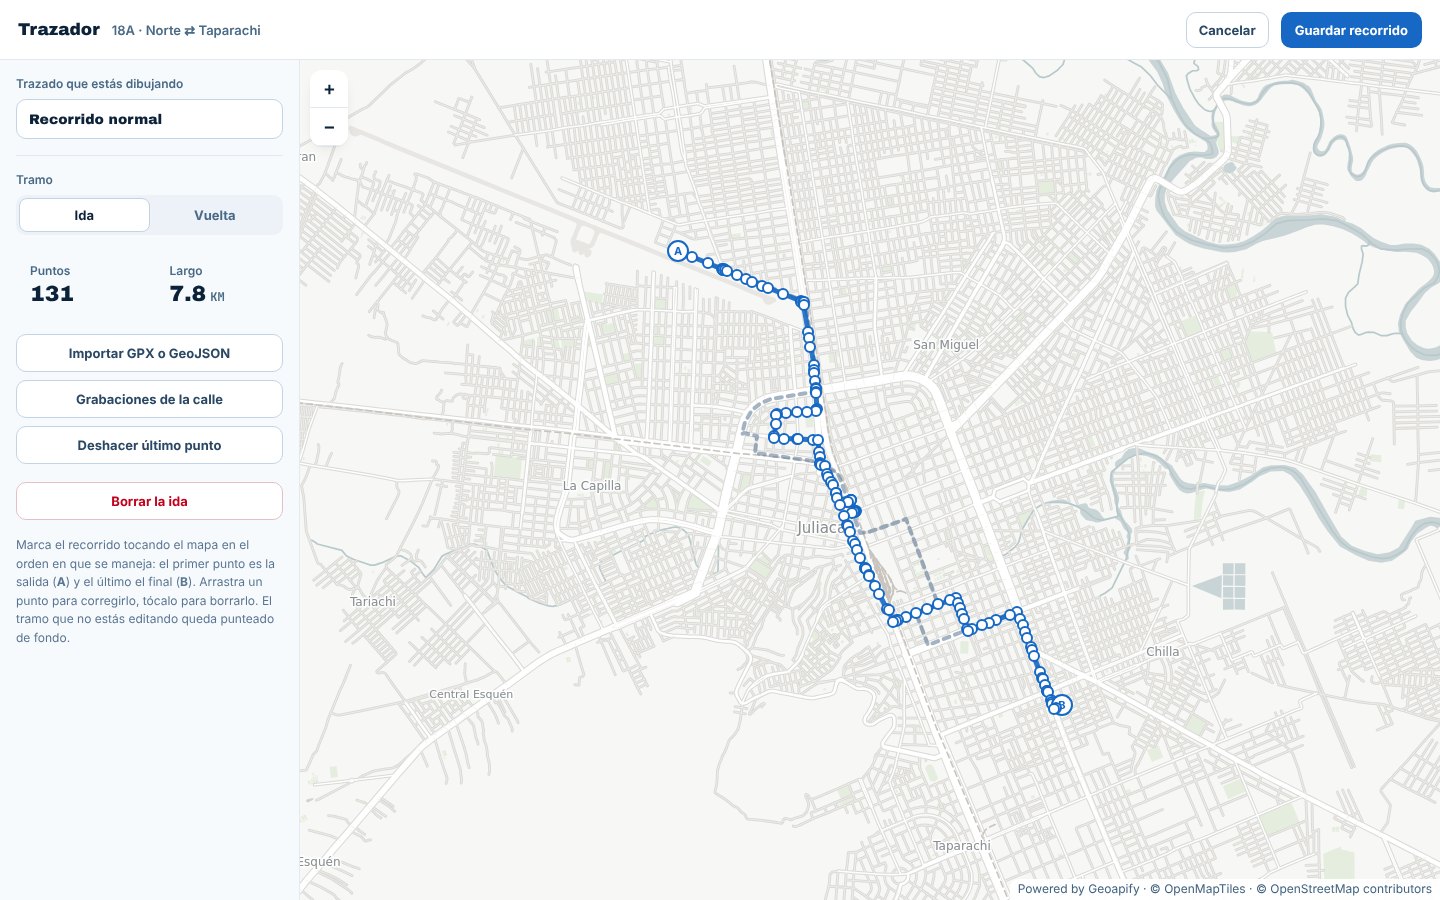 Trazador 18A · Norte ⇄ Taparachi
Cancelar
Guardar recorrido
Trazado que estás dibujando
Recorrido normal
Tramo
Ida
Vuelta
Puntos
131
Largo
7.8 KM
Importar GPX o GeoJSON
Grabaciones de la calle
Deshacer último punto
Borrar la ida
Marca el recorrido tocando el mapa en el
orden en que se maneja: el primer punto es la
salida (A) y el último el final (B). Arrastra un
punto para corregirlo, tócalo para borrarlo. El
tramo que no estás editando queda punteado
de fondo.
+
−
ran
A
San Miguel
La Capilla
Juliaca
Tariachi
Chilla
Central Esquén
B
Taparachi
Esquén
Powered by Geoapify · © OpenMapTiles · © OpenStreetMap contributors